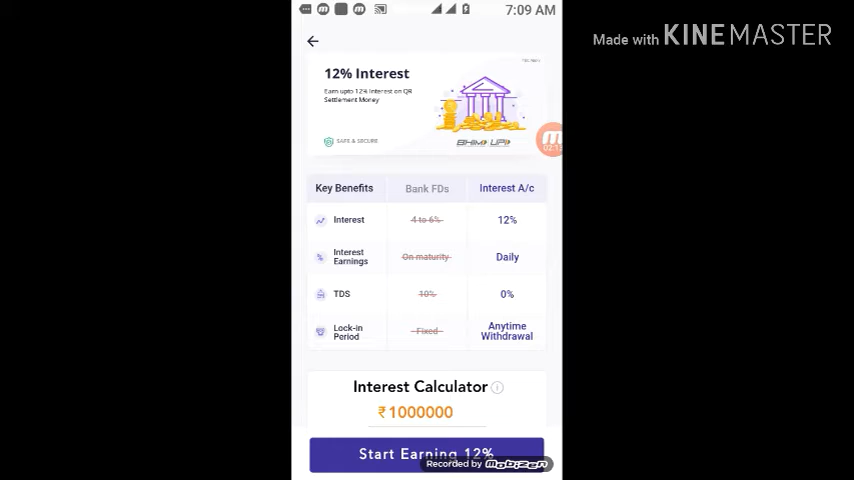 7:09 AM
Made with KINEMASTER
12% Interest
Earn upto 12% Interest on QR
Settlement Money
SAFE & SECURE
BHIM UPI
02:13
Key Benefits Bank FDs Interest A/c
Interest 4 to 6% 12%
Interest
Earnings On maturity Daily
TDS 10% 0%
Lock-in
Period Fixed Anytime
Withdrawal
Interest Calculator
₹1000000
Start Earning 12%
Recorded by MOBIZEN